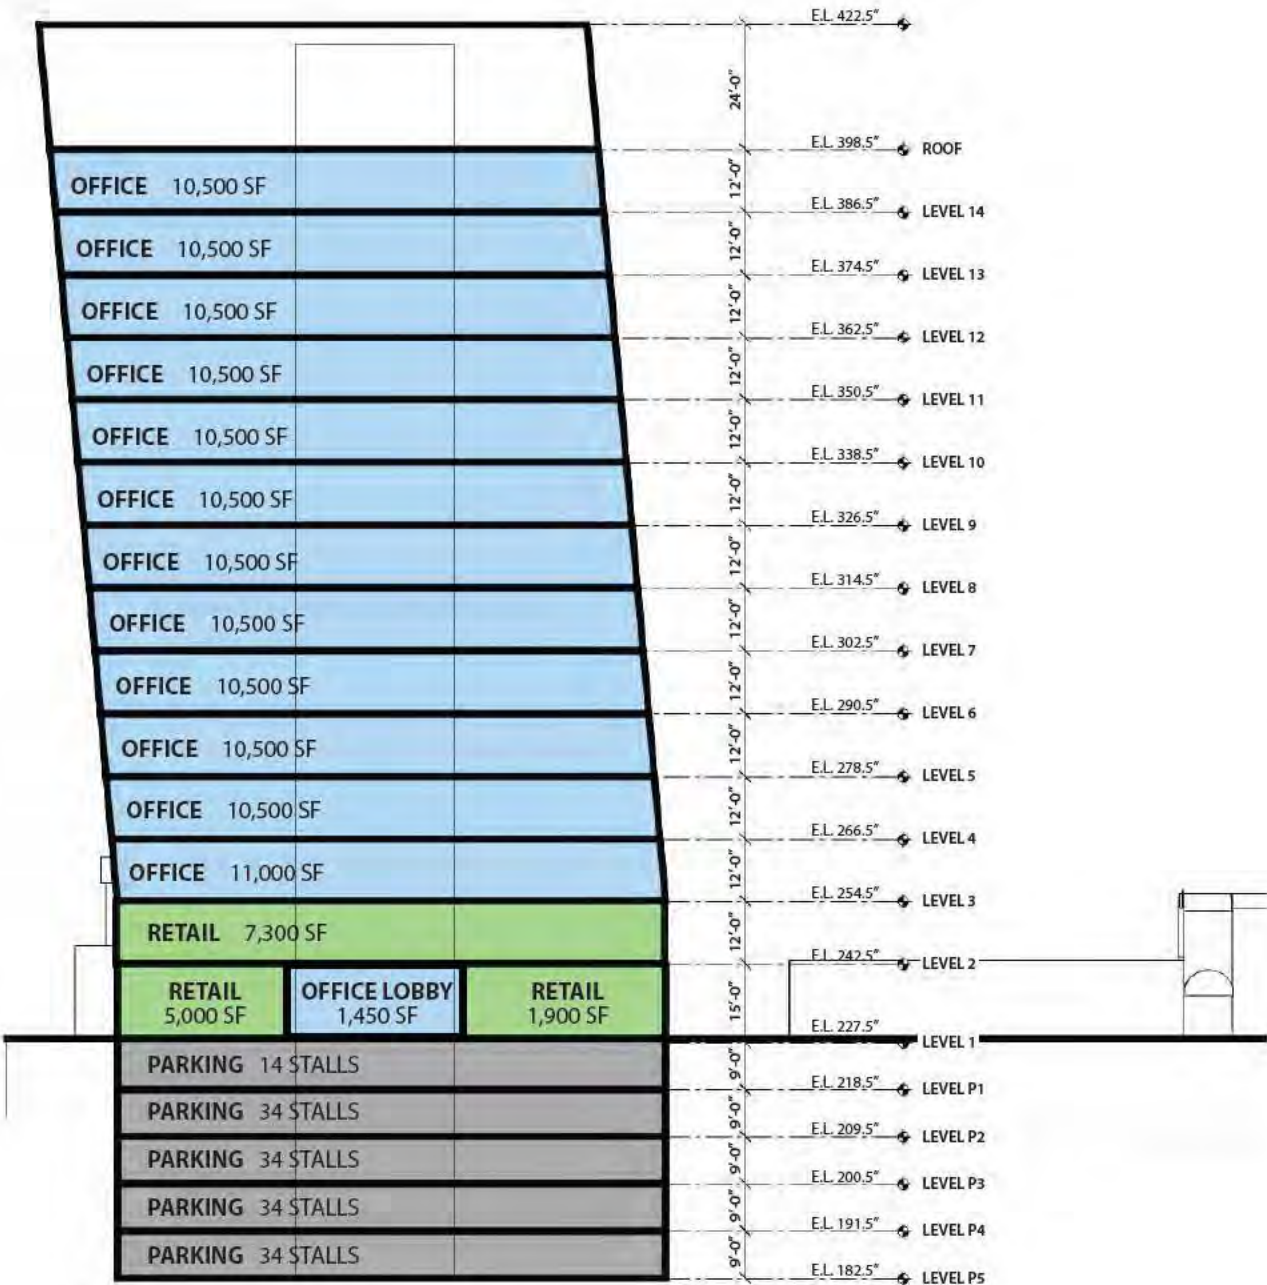 E.L. 422.5"
24'-0"
E.L. 398.5" ROOF
OFFICE 10,500 SF 12'-0"
E.L. 386.5" LEVEL 14
OFFICE 10,500 SF 12'-0"
E.L. 374.5" LEVEL 13
OFFICE 10,500 SF 12'-0"
E.L. 362.5" LEVEL 12
OFFICE 10,500 SF 12'-0"
E.L. 350.5" LEVEL 11
OFFICE 10,500 SF 12'-0"
E.L. 338.5" LEVEL 10
OFFICE 10,500 SF 12'-0"
E.L. 326.5" LEVEL 9
OFFICE 10,500 SF 12'-0"
E.L. 314.5" LEVEL 8
OFFICE 10,500 SF 12'-0"
E.L. 302.5" LEVEL 7
OFFICE 10,500 SF 12'-0"
E.L. 290.5" LEVEL 6
OFFICE 10,500 SF 12'-0"
E.L. 278.5" LEVEL 5
OFFICE 10,500 SF 12'-0"
E.L. 266.5" LEVEL 4
OFFICE 11,000 SF 12'-0"
E.L. 254.5" LEVEL 3
RETAIL 7,300 SF 12'-0"
E.L. 242.5" LEVEL 2
RETAIL OFFICE LOBBY RETAIL
5,000 SF 1,450 SF 1,900 SF 15'-0"
E.L. 227.5" LEVEL 1
PARKING 14 STALLS 9'-0"
E.L. 218.5" LEVEL P1
PARKING 34 STALLS 9'-0"
E.L. 209.5" LEVEL P2
PARKING 34 STALLS 9'-0"
E.L. 200.5" LEVEL P3
PARKING 34 STALLS 9'-0"
E.L. 191.5" LEVEL P4
PARKING 34 STALLS 9'-0"
E.L. 182.5" LEVEL P5